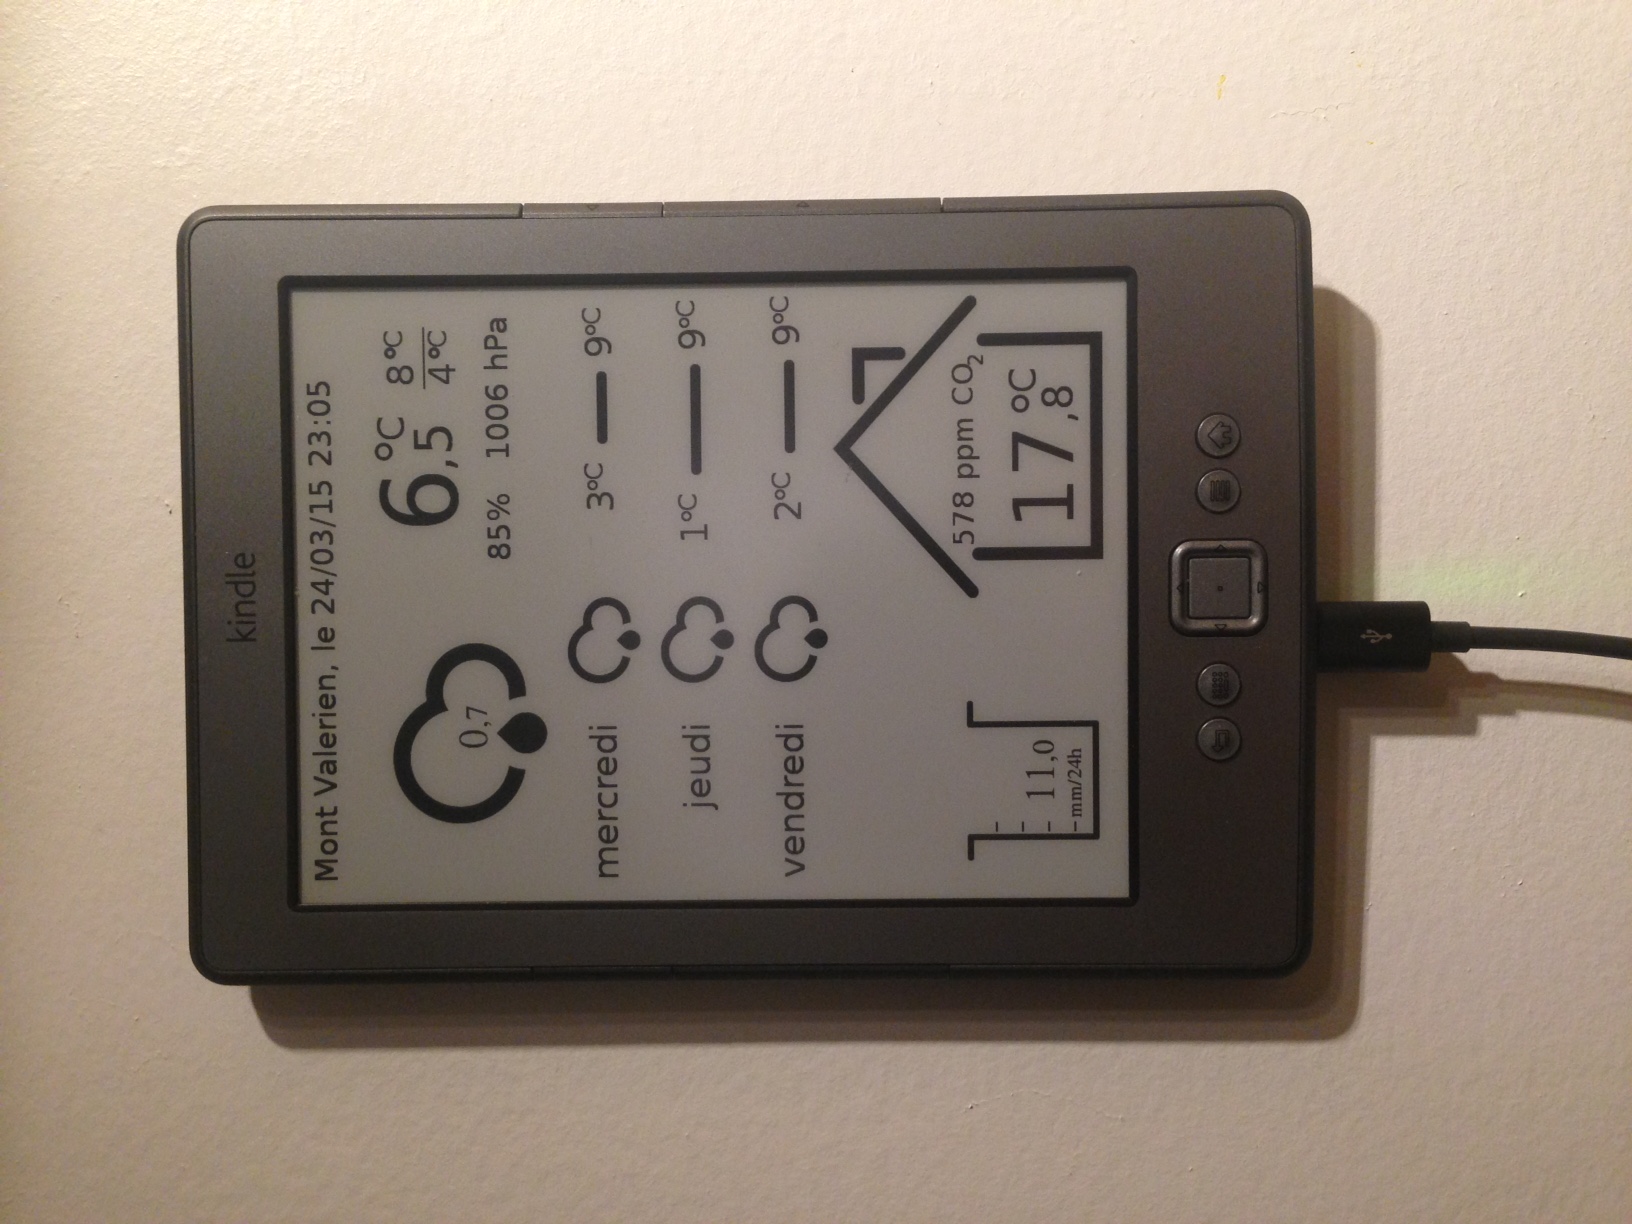 kindle
Mont Valerien, le 24/03/15 23:05
0,7
6,5 °C
8°C
4°C
85% 1006 hPa
mercredi 3°C 9°C
jeudi 1°C 9°C
vendredi 2°C 9°C
578 ppm CO₂
17,8 °C
11,0
mm/24h